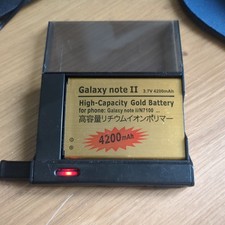 Galaxy note II 3.7V 4200mAh
High-Capacity Gold Battery
for phone: Galaxy note II/N7100
高容量リチウムイオンポリマー
4200mAh